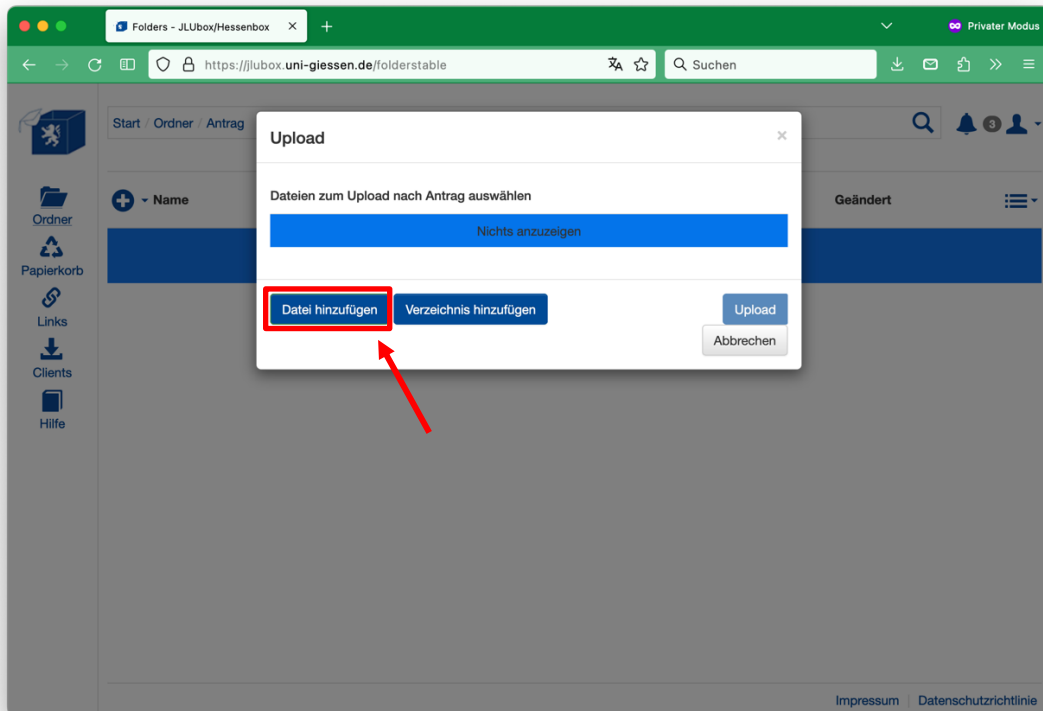 Folders - JLUbox/Hessenbox
Privater Modus
https://jlubox.uni-giessen.de/folderstable
Suchen
Start / Ordner / Antrag
3
Upload
Dateien zum Upload nach Antrag auswählen
Nichts anzuzeigen
Datei hinzufügen
Verzeichnis hinzufügen
Upload
Abbrechen
Name
Geändert
Ordner
Papierkorb
Links
Clients
Hilfe
Impressum
Datenschutzrichtlinie